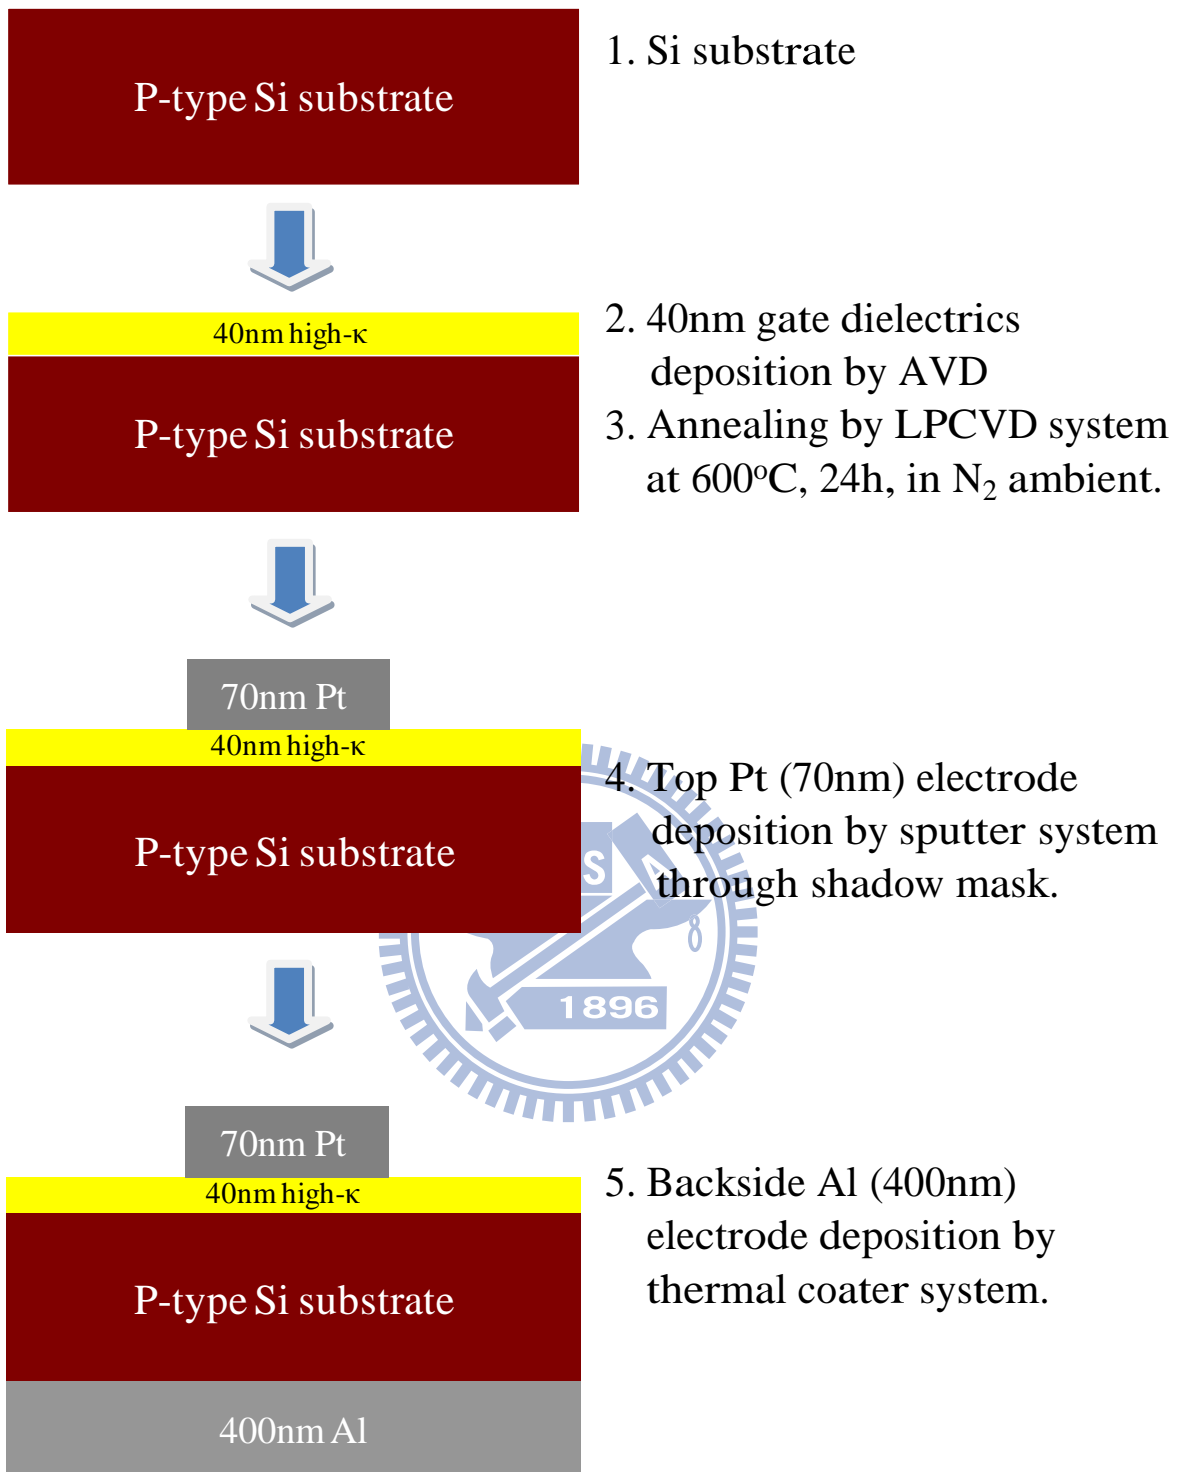 P-type Si substrate
1. Si substrate
40nm high-κ
P-type Si substrate
2. 40nm gate dielectrics
deposition by AVD
3. Annealing by LPCVD system
at 600°C, 24h, in N₂ ambient.
70nm Pt
40nm high-κ
P-type Si substrate
4. Top Pt (70nm) electrode
deposition by sputter system
through shadow mask.
S A
8
1896
70nm Pt
40nm high-κ
P-type Si substrate
400nm Al
5. Backside Al (400nm)
electrode deposition by
thermal coater system.